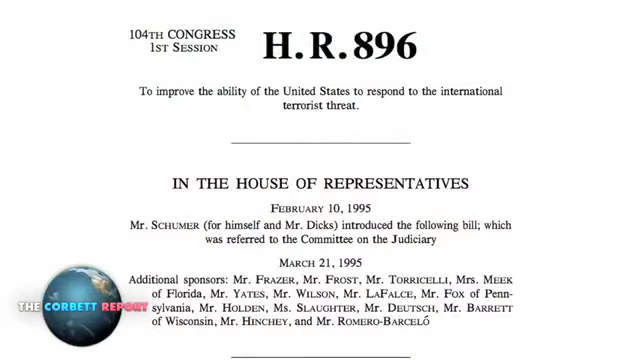 104TH CONGRESS
1ST SESSION
H. R. 896
To improve the ability of the United States to respond to the international
terrorist threat.
IN THE HOUSE OF REPRESENTATIVES
FEBRUARY 10, 1995
Mr. SCHUMER (for himself and Mr. Dicks) introduced the following bill; which
was referred to the Committee on the Judiciary
MARCH 21, 1995
Additional sponsors: Mr. FRAZER, Mr. FROST, Mr. TORRICELLI, Mrs. MEEK
of Florida, Mr. YATES, Mr. WILSON, Mr. LAFALCE, Mr. FOX of Penn-
sylvania, Mr. HOLDEN, Ms. SLAUGHTER, Mr. DEUTSCH, Mr. BARRETT
of Wisconsin, Mr. HINCHEY, and Mr. ROMERO-BARCELÓ
THE CORBETT REPORT